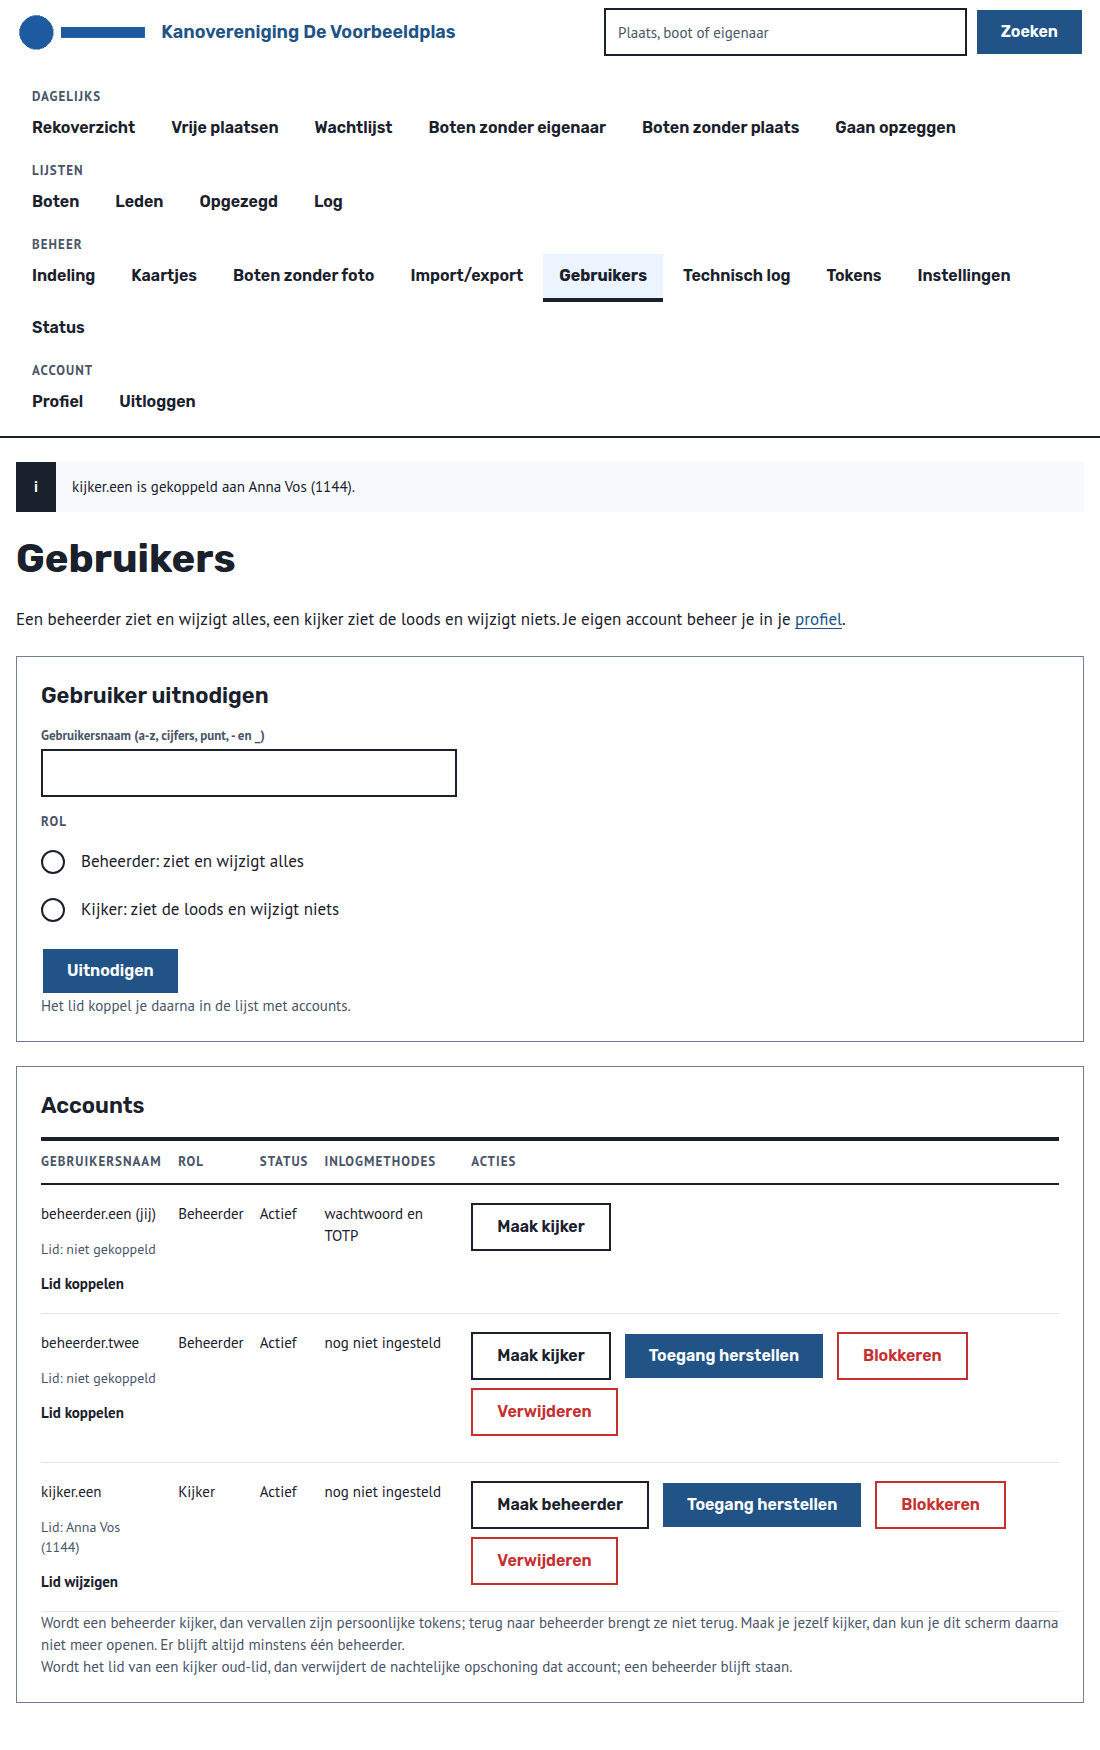 Kanovereniging De Voorbeeldplas
Plaats, boot of eigenaar
Zoeken
DAGELIJKS
Rekoverzicht Vrije plaatsen Wachtlijst Boten zonder eigenaar Boten zonder plaats Gaan opzeggen
LIJSTEN
Boten Leden Opgezegd Log
BEHEER
Indeling Kaartjes Boten zonder foto Import/export Gebruikers Technisch log Tokens Instellingen
Status
ACCOUNT
Profiel Uitloggen
i kijker.een is gekoppeld aan Anna Vos (1144).
Gebruikers
Een beheerder ziet en wijzigt alles, een kijker ziet de loods en wijzigt niets. Je eigen account beheer je in je profiel.
Gebruiker uitnodigen
Gebruikersnaam (a-z, cijfers, punt, - en _)
ROL
Beheerder: ziet en wijzigt alles
Kijker: ziet de loods en wijzigt niets
Uitnodigen
Het lid koppel je daarna in de lijst met accounts.
Accounts
GEBRUIKERSNAAM ROL STATUS INLOGMETHODES ACTIES
beheerder.een (jij) Beheerder Actief wachtwoord en TOTP Maak kijker
Lid: niet gekoppeld
Lid koppelen
beheerder.twee Beheerder Actief nog niet ingesteld Maak kijker Toegang herstellen Blokkeren
Lid: niet gekoppeld
Lid koppelen Verwijderen
kijker.een Kijker Actief nog niet ingesteld Maak beheerder Toegang herstellen Blokkeren
Lid: Anna Vos
(1144) Verwijderen
Lid wijzigen
Wordt een beheerder kijker, dan vervallen zijn persoonlijke tokens; terug naar beheerder brengt ze niet terug. Maak je jezelf kijker, dan kun je dit scherm daarna
niet meer openen. Er blijft altijd minstens één beheerder.
Wordt het lid van een kijker oud-lid, dan verwijdert de nachtelijke opschoning dat account; een beheerder blijft staan.